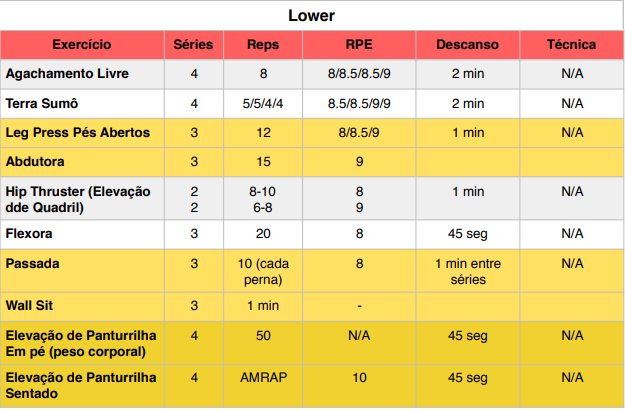 Lower
Exercício Séries Reps RPE Descanso Técnica
Agachamento Livre 4 8 8/8.5/8.5/9 2 min N/A
Terra Sumô 4 5/5/4/4 8.5/8.5/9/9 2 min N/A
Leg Press Pés Abertos 3 12 8/8.5/9 1 min N/A
Abdutora 3 15 9
Hip Thruster (Elevação 2 8-10 8 1 min N/A
dde Quadril) 2 6-8 9
Flexora 3 20 8 45 seg N/A
Passada 3 10 (cada 8 1 min entre N/A
perna) séries
Wall Sit 3 1 min -
Elevação de Panturrilha 4 50 N/A 45 seg N/A
Em pé (peso corporal)
Elevação de Panturrilha 4 AMRAP 10 45 seg N/A
Sentado